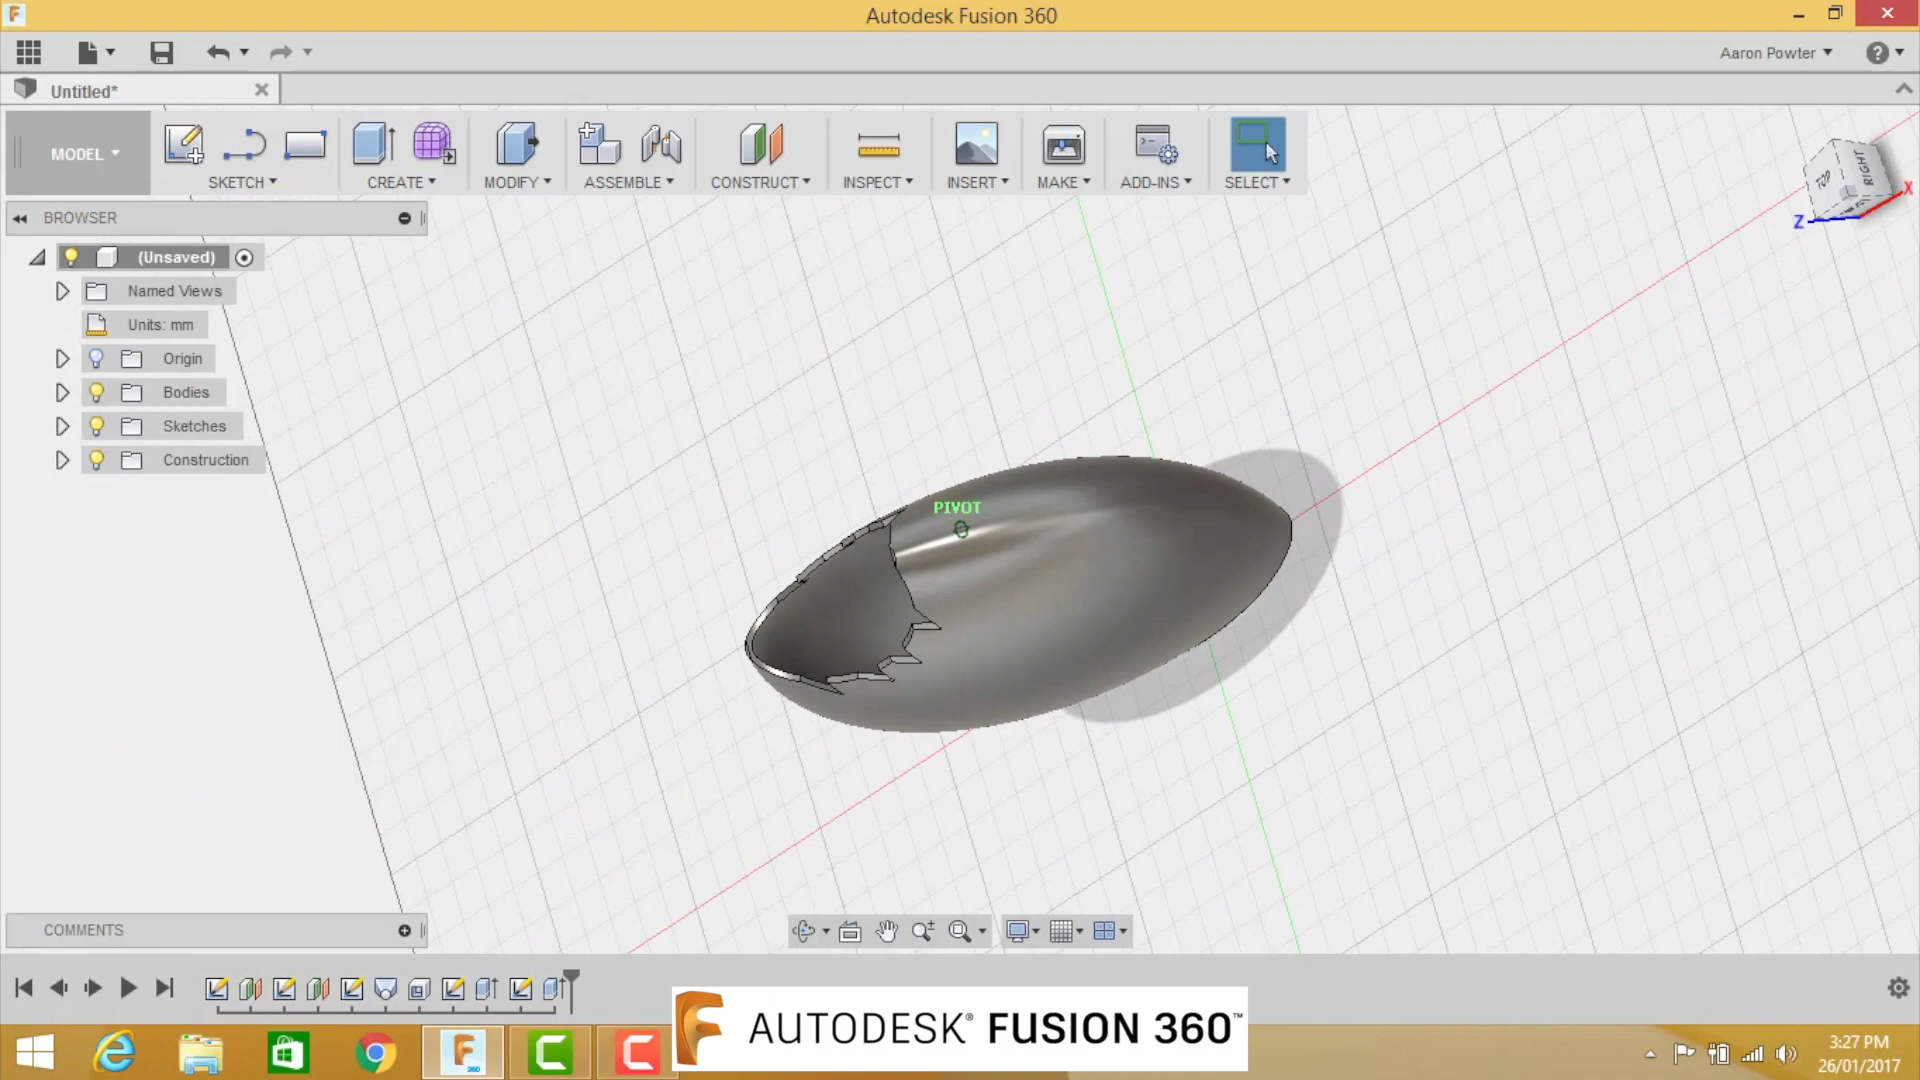 Autodesk Fusion 360
Aaron Powter
Untitled*
MODEL
SKETCH
CREATE
MODIFY
ASSEMBLE
CONSTRUCT
INSPECT
INSERT
MAKE
ADD-INS
SELECT
TOP
RIGHT
X
Z
BROWSER
(Unsaved)
Named Views
Units: mm
Origin
Bodies
Sketches
Construction
PIVOT
COMMENTS
AUTODESK® FUSION 360™
3:27 PM
26/01/2017